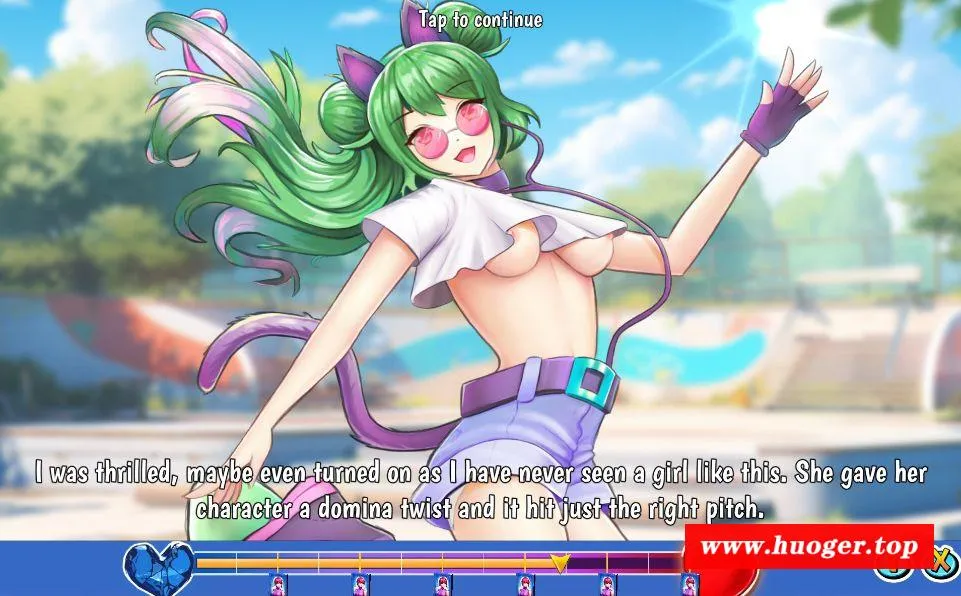 Tap to continue
I was thrilled, maybe even turned on as I have never seen a girl like this. She gave her
character a domina twist and it hit just the right pitch.
www.huoger.top
X